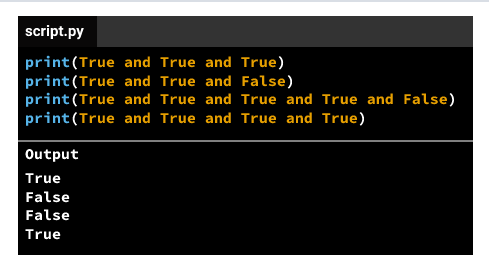 script.py
print(True and True and True)
print(True and True and False)
print(True and True and True and True and False)
print(True and True and True and True)
Output
True
False
False
True